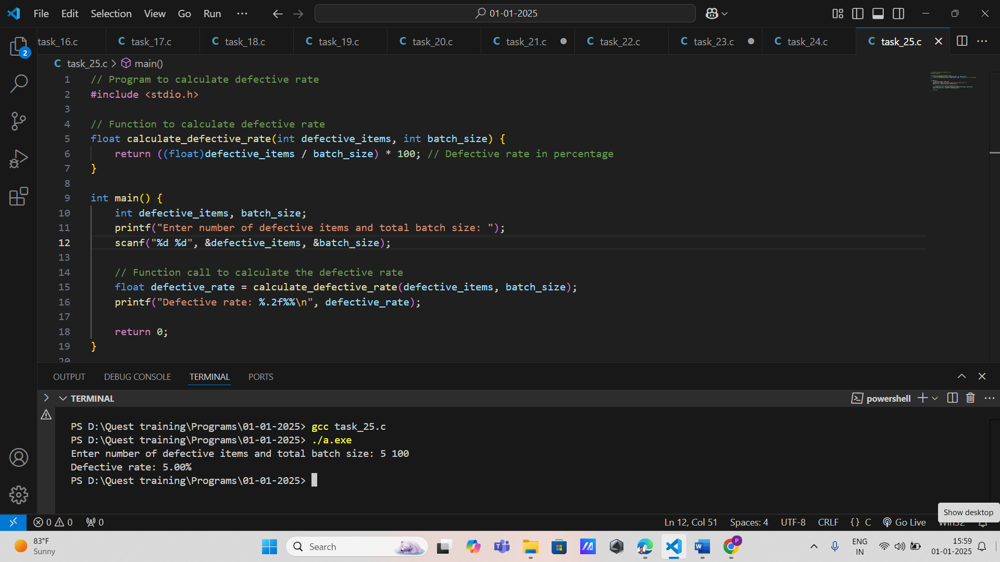 File Edit Selection View Go Run ··· 01-01-2025
task_16.c C task_17.c C task_18.c C task_19.c C task_20.c C task_21.c C task_22.c C task_23.c C task_24.c C task_25.c
2
C task_25.c > main()
1 // Program to calculate defective rate
2 #include <stdio.h>
3
4 // Function to calculate defective rate
5 float calculate_defective_rate(int defective_items, int batch_size) {
6 return ((float)defective_items / batch_size) * 100; // Defective rate in percentage
7 }
8
9 int main() {
10 int defective_items, batch_size;
11 printf("Enter number of defective items and total batch size: ");
12 scanf("%d %d", &defective_items, &batch_size);
13
14 // Function call to calculate the defective rate
15 float defective_rate = calculate_defective_rate(defective_items, batch_size);
16 printf("Defective rate: %.2f%%\n", defective_rate);
17
18 return 0;
19 }
20
OUTPUT DEBUG CONSOLE TERMINAL PORTS
TERMINAL powershell
PS D:\Quest training\Programs\01-01-2025> gcc task_25.c
PS D:\Quest training\Programs\01-01-2025> ./a.exe
Enter number of defective items and total batch size: 5 100
Defective rate: 5.00%
PS D:\Quest training\Programs\01-01-2025>
Show desktop
0 0 0 Ln 12, Col 51 Spaces: 4 UTF-8 CRLF {} C Go Live Win32
83°F
Sunny
Search
P
ENG
IN
15:59
01-01-2025